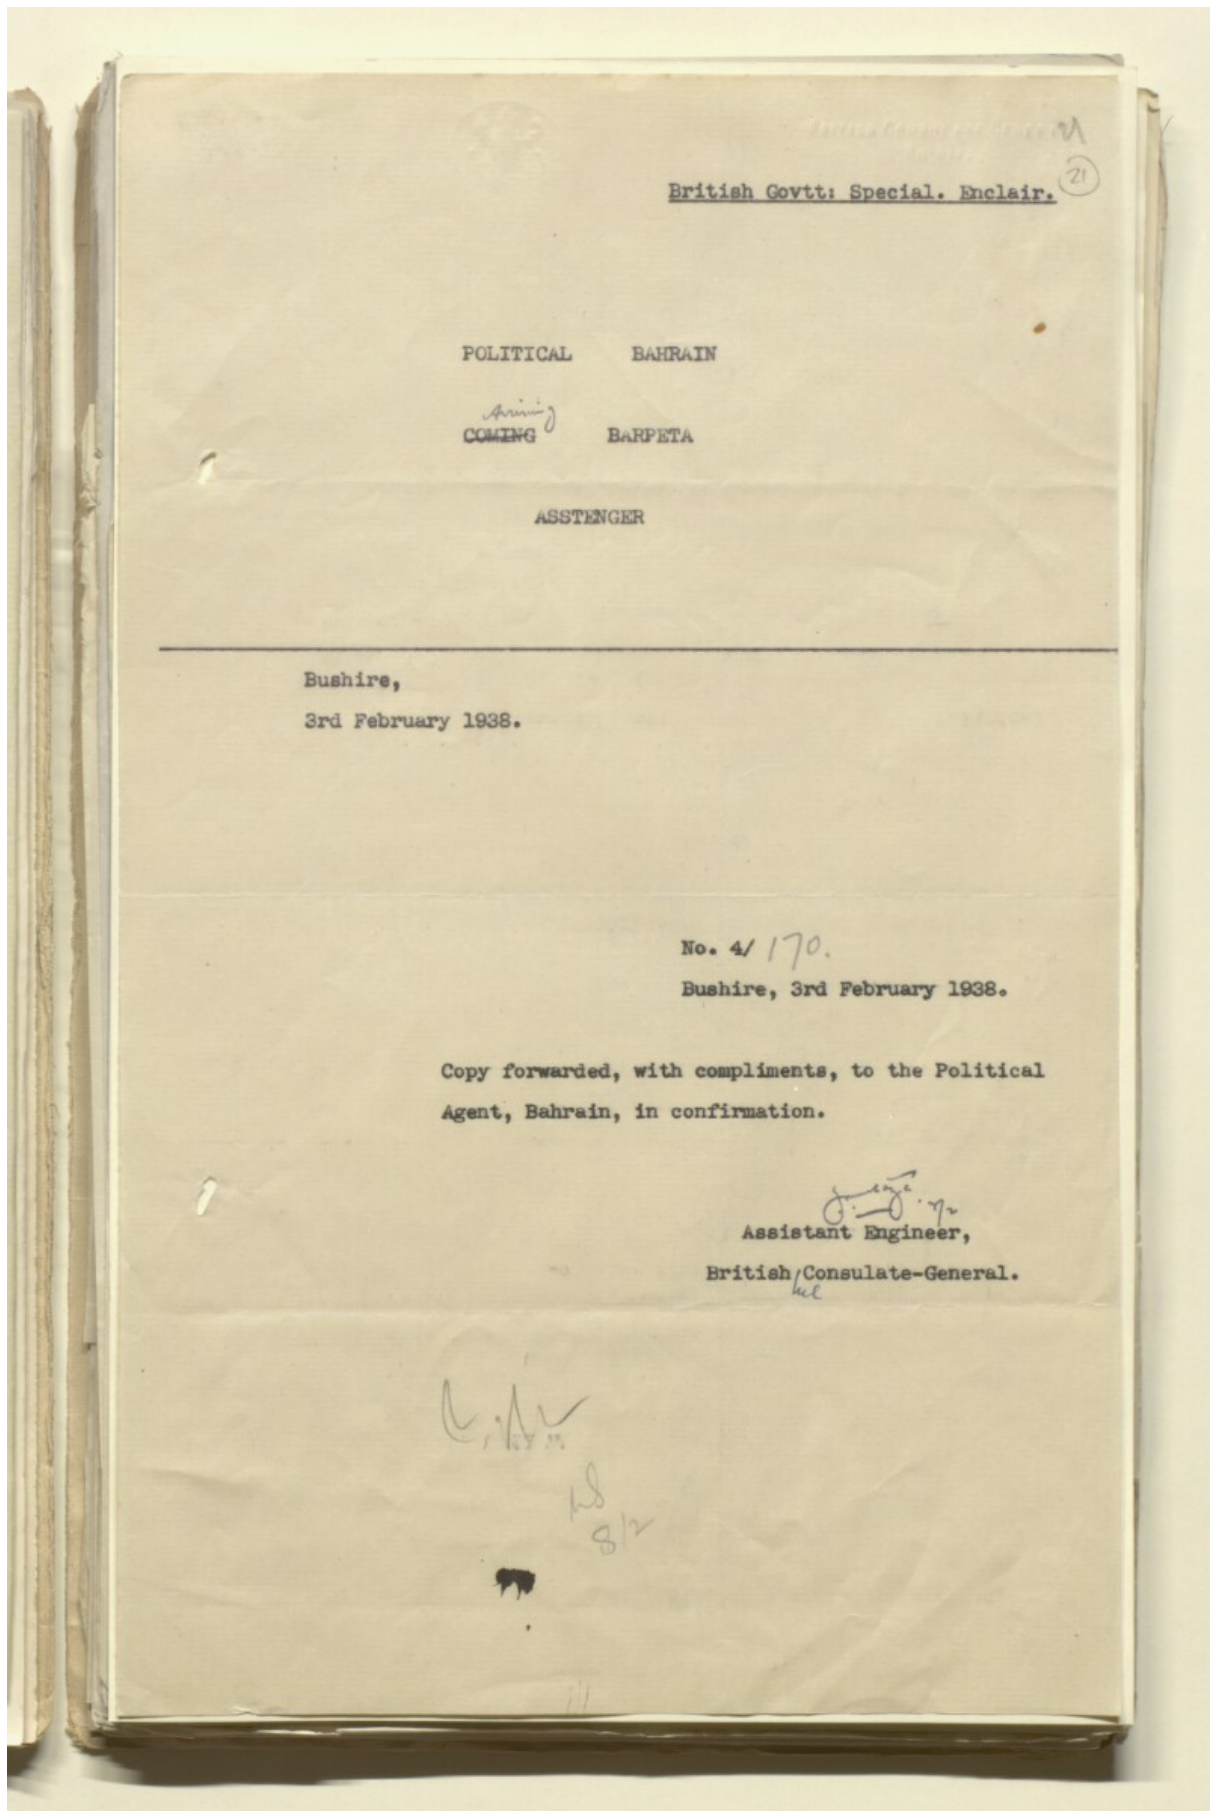 21
British Govtt: Special. Enclair.
21
POLITICAL BAHRAIN
Arriving
COMING BARPETA
ASSTENGER
Bushire,
3rd February 1938.
No. 4/ 170.
Bushire, 3rd February 1938.
Copy forwarded, with compliments, to the Political
Agent, Bahrain, in confirmation.
Assistant Engineer,
British Consulate-General.
8/2